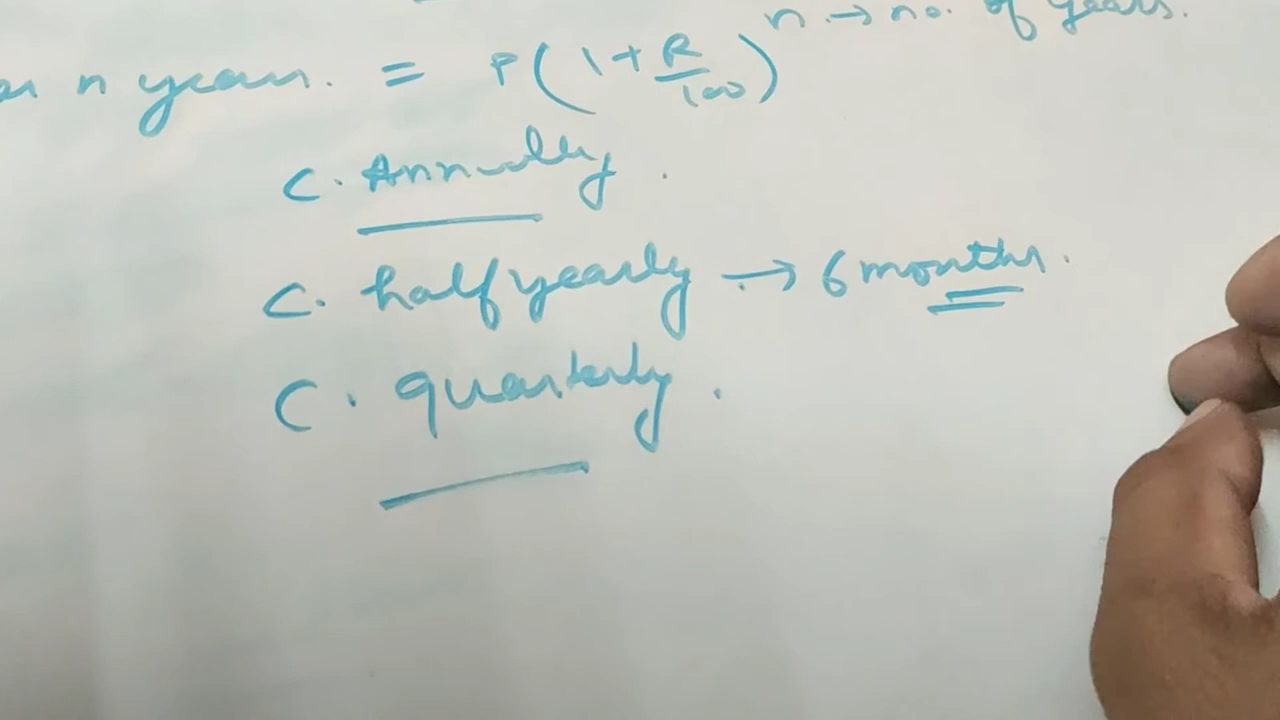 n → no. of years.
n years. = P(1+R/100)
C. Annually.
C. half yearly → 6 months.
C. quarterly.